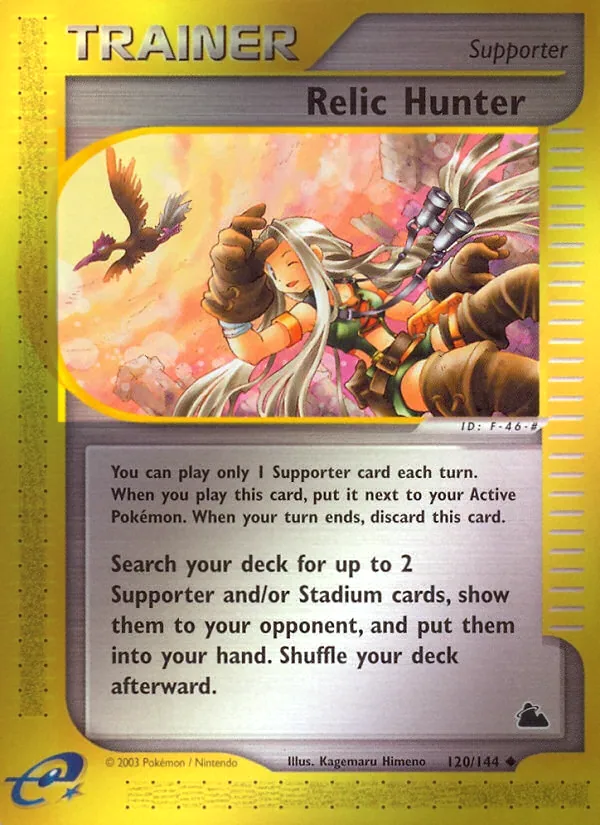 TRAINER
Supporter
Relic Hunter
ID: F-46-#
You can play only 1 Supporter card each turn.
When you play this card, put it next to your Active
Pokémon. When your turn ends, discard this card.
Search your deck for up to 2
Supporter and/or Stadium cards, show
them to your opponent, and put them
into your hand. Shuffle your deck
afterward.
e
© 2003 Pokémon / Nintendo
Illus. Kagemaru Himeno
120/144 ◆